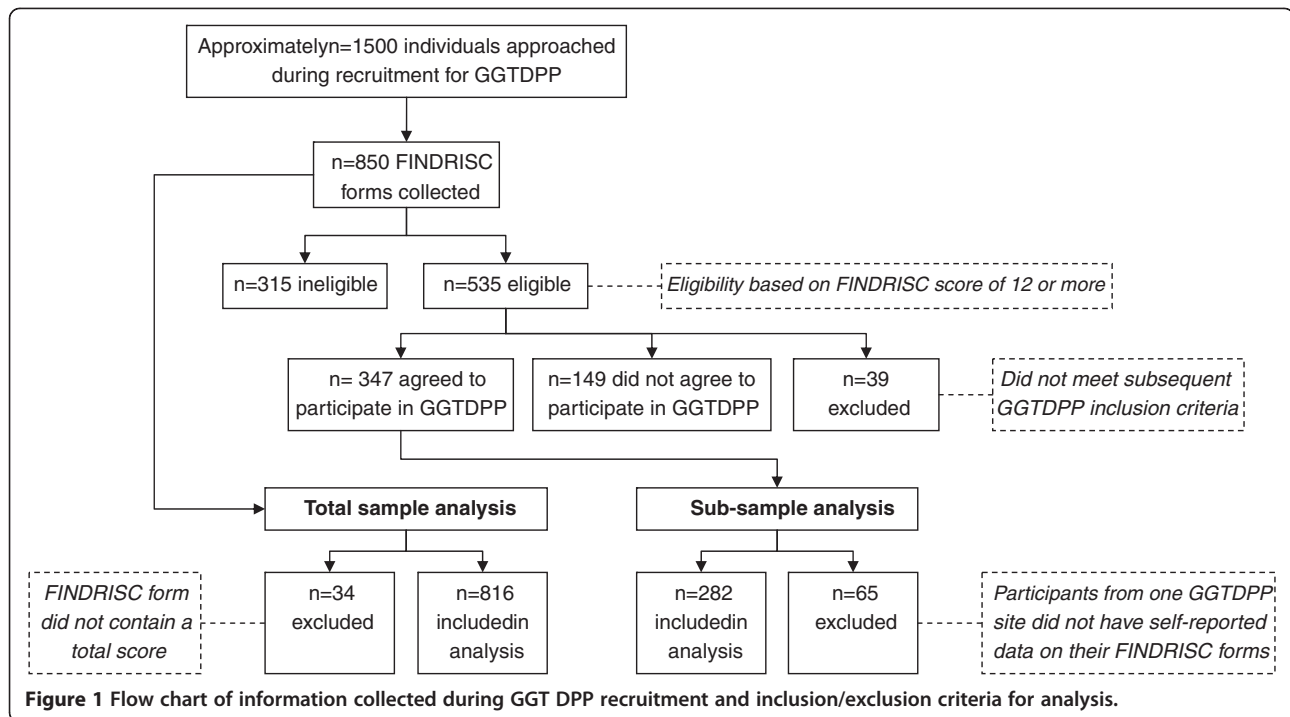 Approximatelyn=1500 individuals approached
during recruitment for GGTDPP
n=850 FINDRISC
forms collected
n=315 ineligible
n=535 eligible
Eligibility based on FINDRISC score of 12 or more
n= 347 agreed to
participate in GGTDPP
n=149 did not agree to
participate in GGTDPP
n=39
excluded
Did not meet subsequent
GGTDPP inclusion criteria
Total sample analysis
Sub-sample analysis
FINDRISC form
did not contain a
total score
n=34
excluded
n=816
includedin
analysis
n=282
includedin
analysis
n=65
excluded
Participants from one GGTDPP
site did not have self-reported
data on their FINDRISC forms
Figure 1 Flow chart of information collected during GGT DPP recruitment and inclusion/exclusion criteria for analysis.